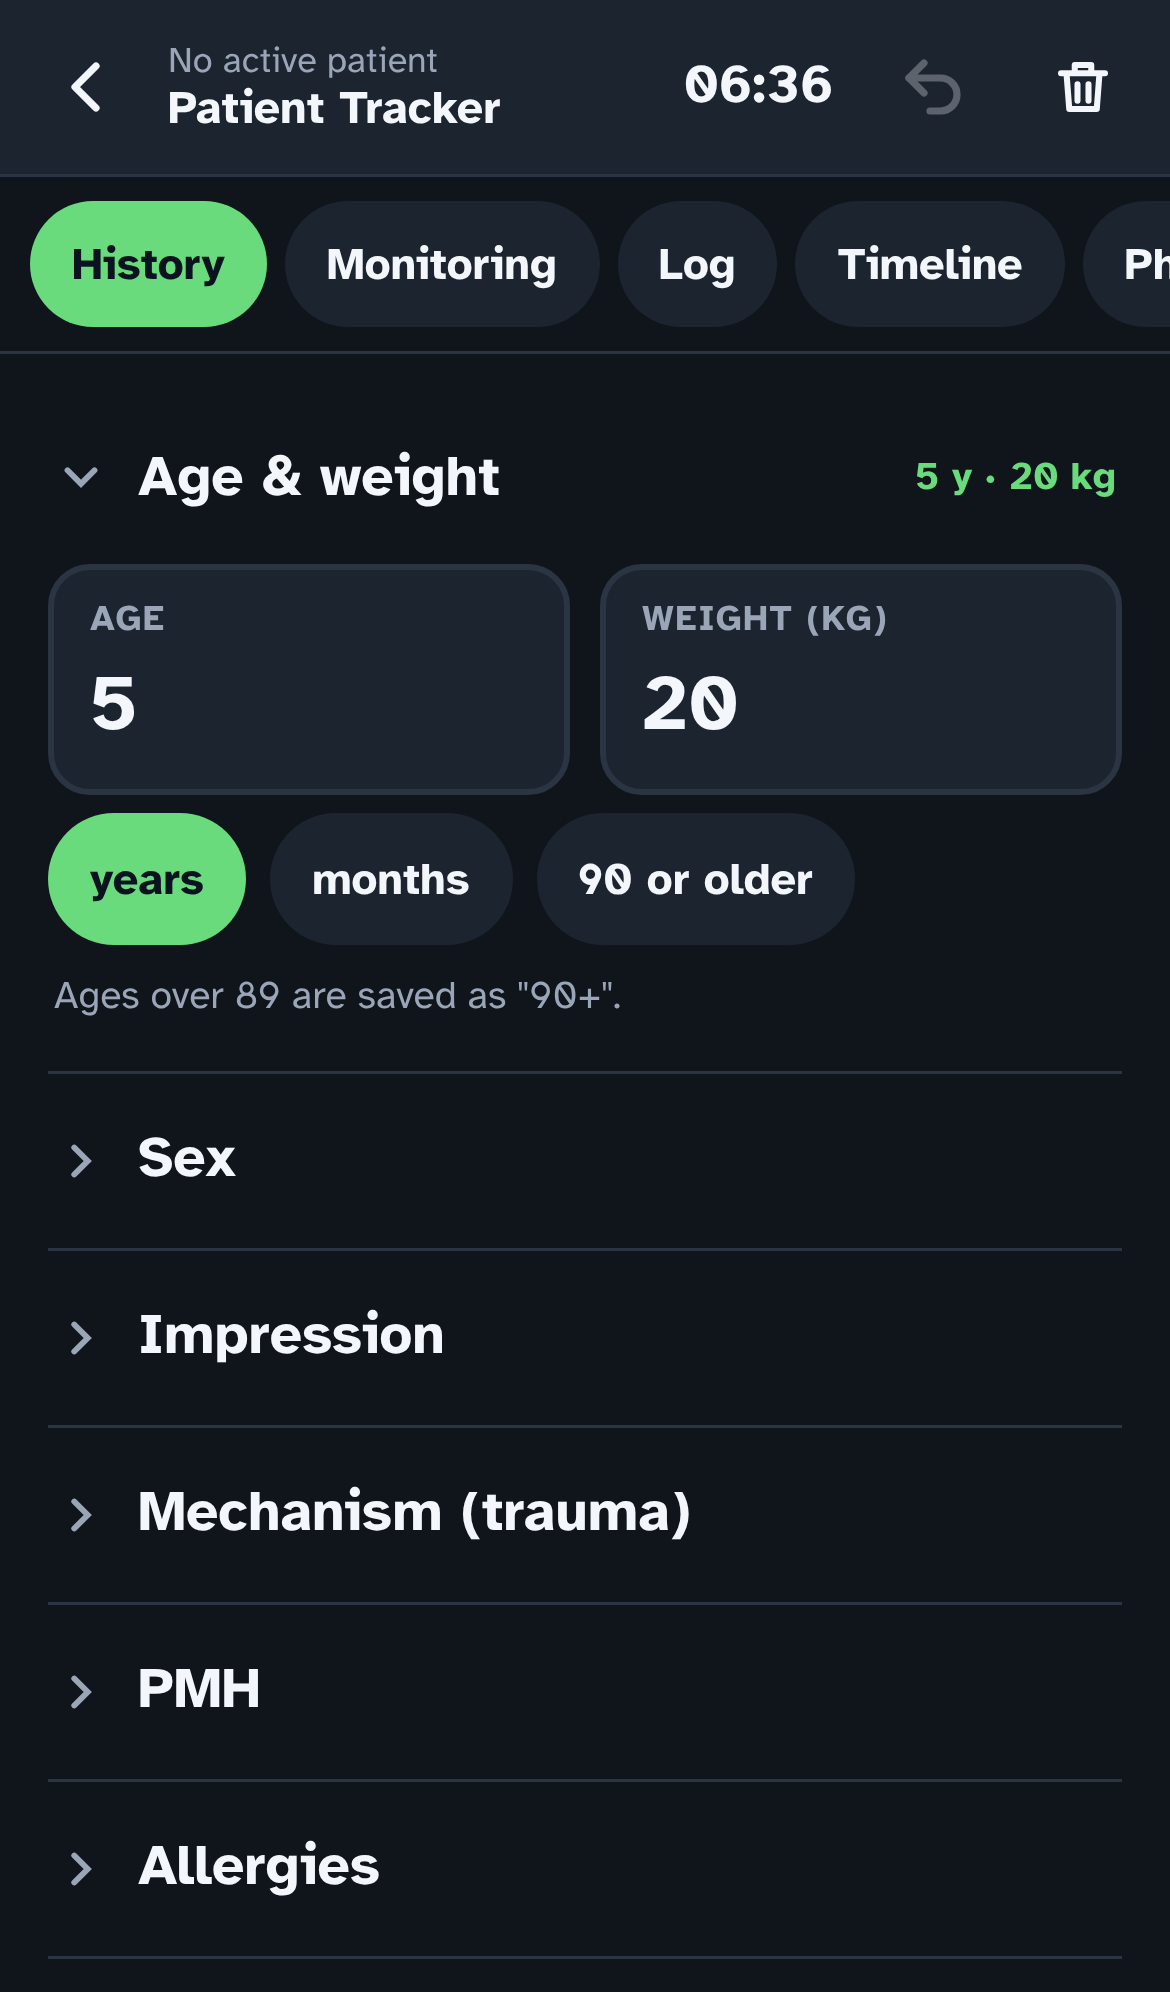 No active patient
Patient Tracker
06:36
History
Monitoring
Log
Timeline
Ph
Age & weight
5 y · 20 kg
AGE
5
WEIGHT (KG)
20
years
months
90 or older
Ages over 89 are saved as "90+".
Sex
Impression
Mechanism (trauma)
PMH
Allergies